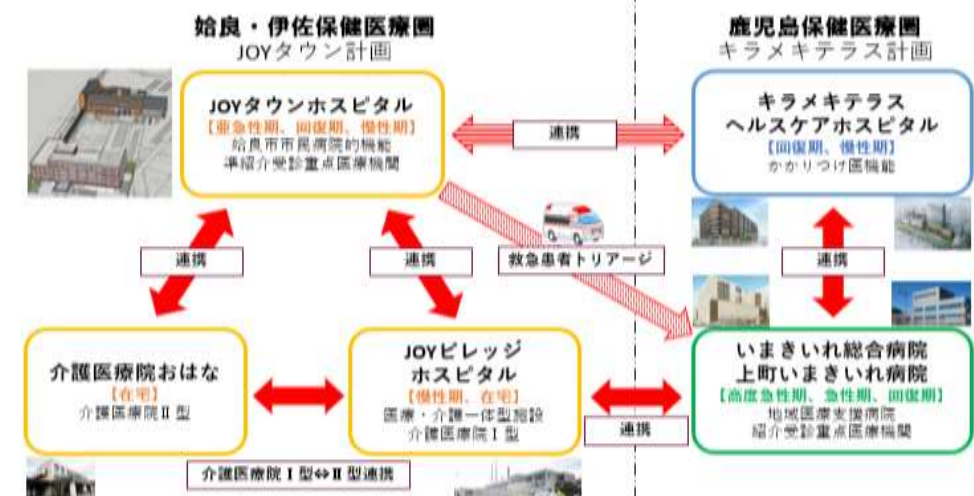 姶良・伊佐保健医療圏
JOYタウン計画
鹿児島保健医療圏
キラメキテラス計画
JOYタウンホスピタル
【亜急性期、回復期、慢性期】
姶良市市民病院的機能
準紹介受診重点医療機関
連携
キラメキテラス
ヘルスケアホスピタル
【回復期、慢性期】
かかりつけ医機能
連携
連携
救急患者トリアージ
連携
介護医療院おはな
【在宅】
介護医療院Ⅱ型
JOYビレッジ
ホスピタル
【慢性期、在宅】
医療・介護一体型施設
介護医療院Ⅰ型
連携
いまきいれ総合病院
上町いまきいれ病院
【高度急性期、急性期、回復期】
地域医療支援病院
紹介受診重点医療機関
介護医療院Ⅰ型⇔Ⅱ型連携